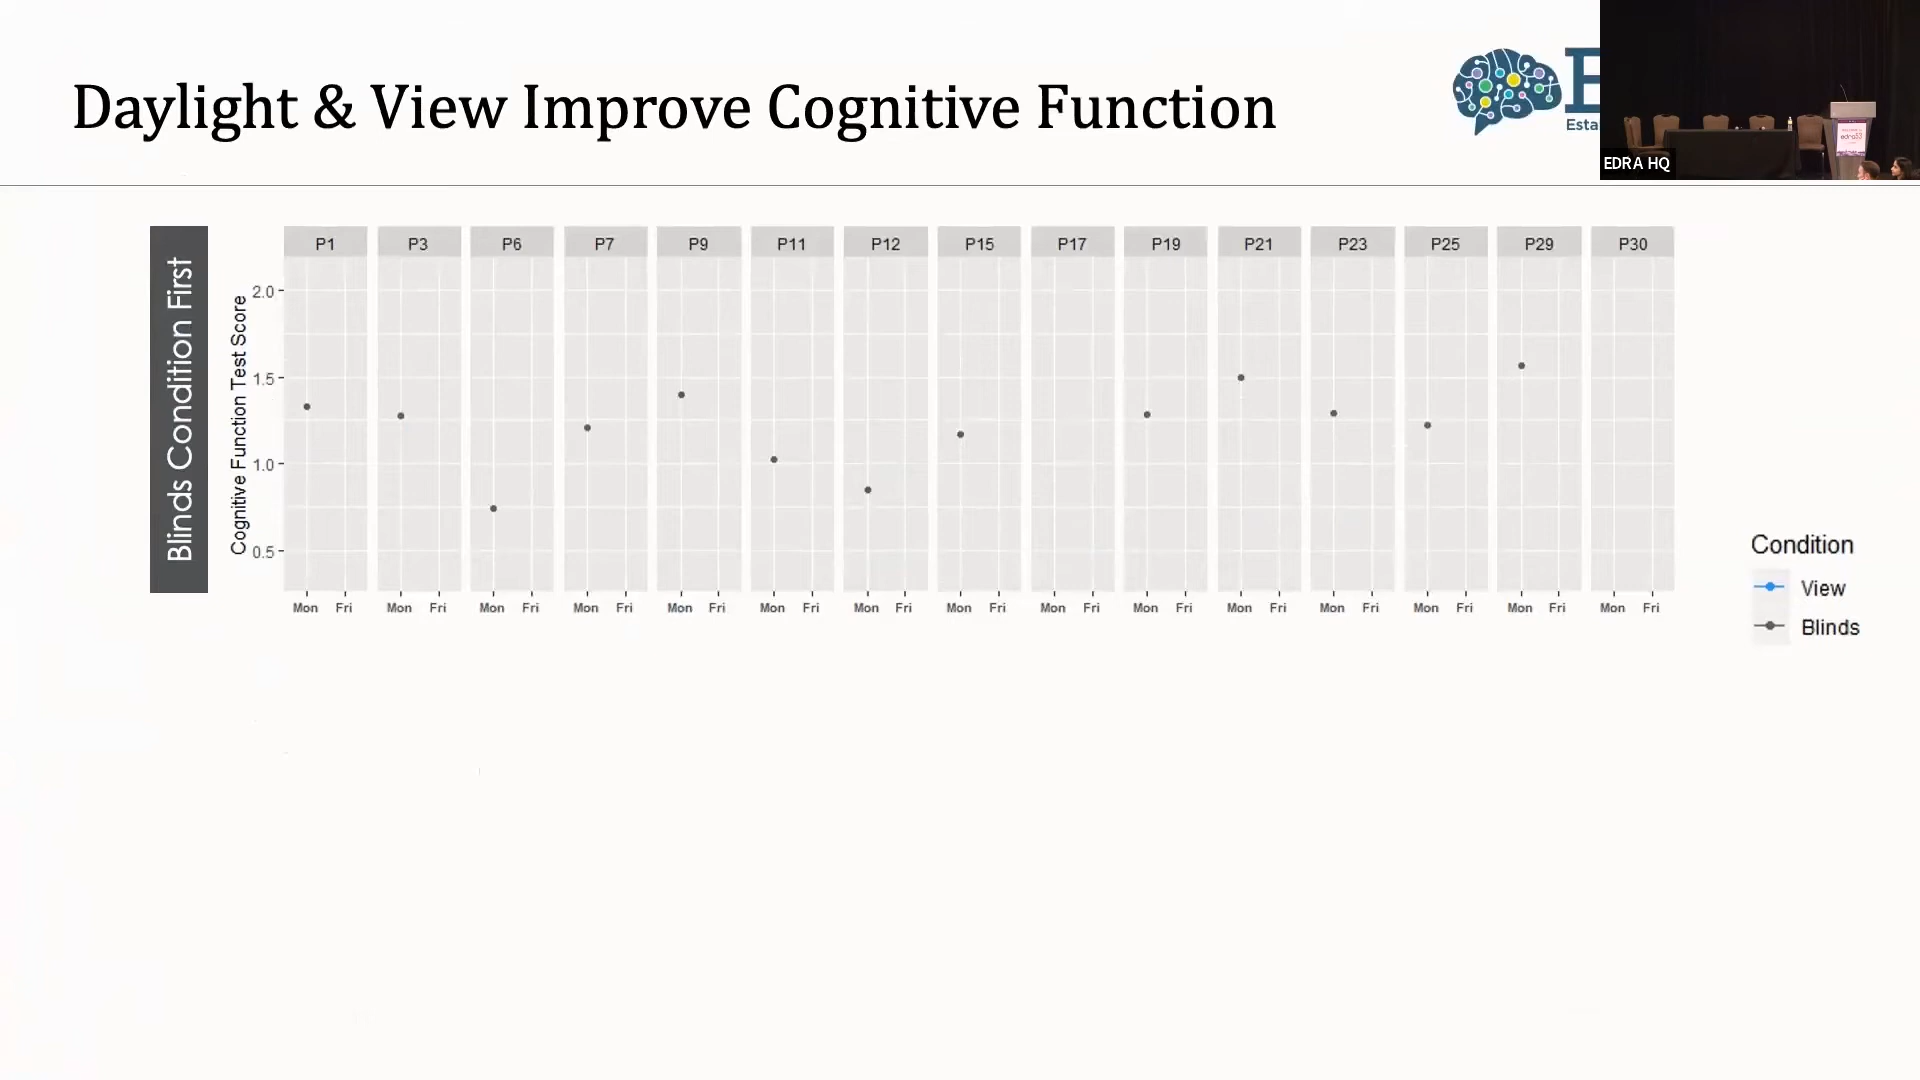 Daylight & View Improve Cognitive Function
E
Esta
EDRA HQ
edra53
Blinds Condition First
Cognitive Function Test Score
P1 P3 P6 P7 P9 P11 P12 P15 P17 P19 P21 P23 P25 P29 P30
2.0
1.5
1.0
0.5
Mon Fri Mon Fri Mon Fri Mon Fri Mon Fri Mon Fri Mon Fri Mon Fri Mon Fri Mon Fri Mon Fri Mon Fri Mon Fri Mon Fri Mon Fri
Condition
View
Blinds